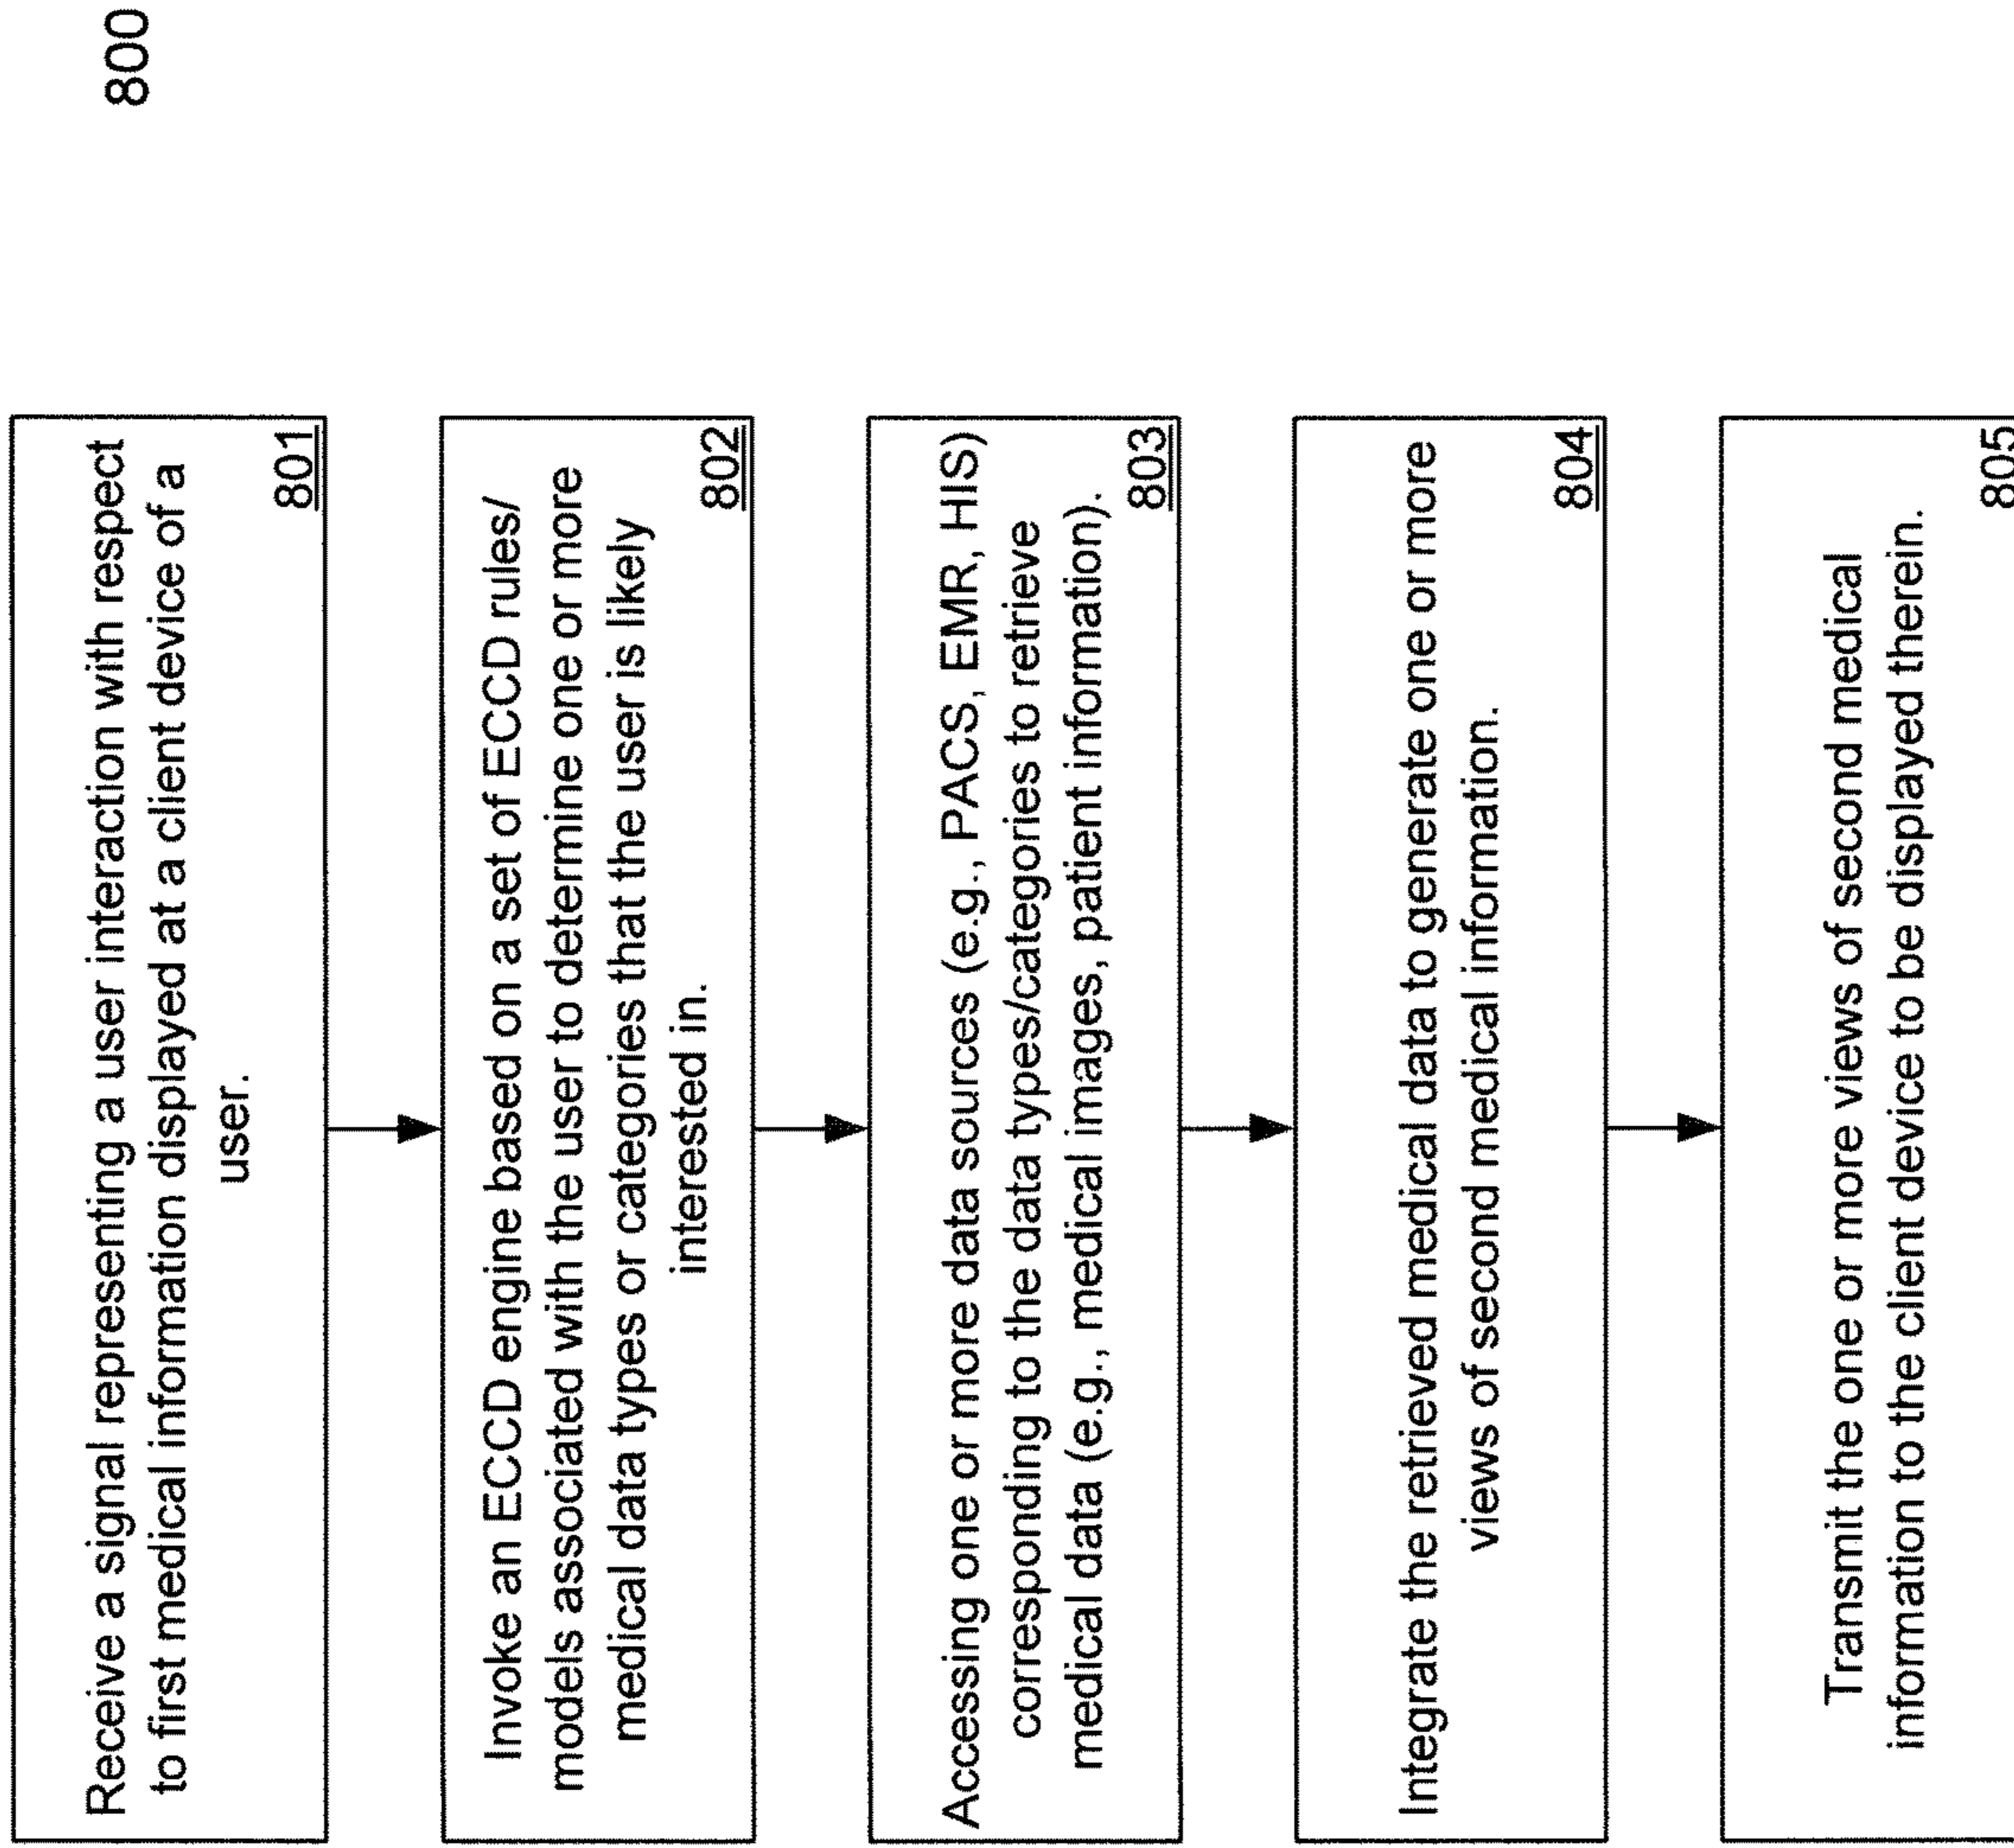 800
Receive a signal representing a user interaction with respect
to first medical information displayed at a client device of a
user.
801
Invoke an ECCD engine based on a set of ECCD rules/
models associated with the user to determine one or more
medical data types or categories that the user is likely
interested in.
802
Accessing one or more data sources (e.g., PACS, EMR, HIS)
corresponding to the data types/categories to retrieve
medical data (e.g., medical images, patient information).
803
Integrate the retrieved medical data to generate one or more
views of second medical information.
804
Transmit the one or more views of second medical
information to the client device to be displayed therein.
805